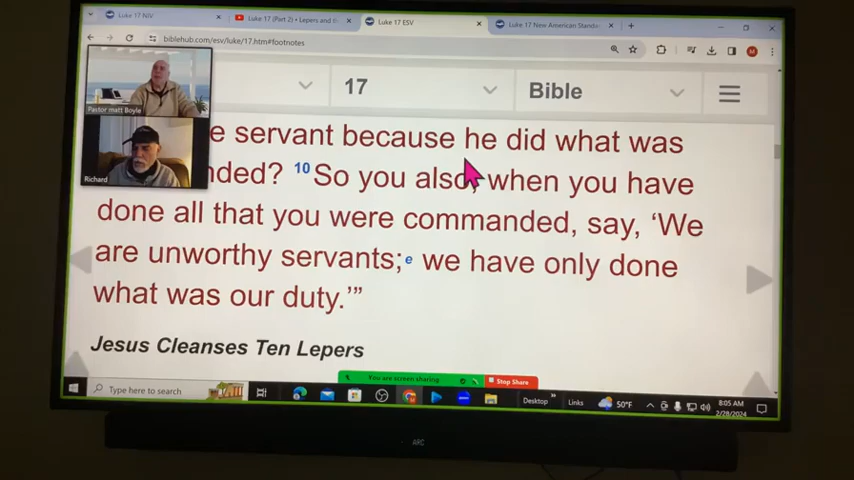 Luke 17 NIV
Luke 17 (Part 2) • Lepers and th
Luke 17 ESV
Luke 17 New American Standa
biblehub.com/esv/luke/17.htm#footnotes
17
Bible
Pastor matt Boyle
Richard
e servant because he did what was
nded? 10 So you also, when you have
done all that you were commanded, say, ‘We
are unworthy servants;e we have only done
what was our duty.’”
Jesus Cleanses Ten Lepers
You are screen sharing
Stop Share
Type here to search
Desktop
Links
50°F
8:05 AM
2/28/2024